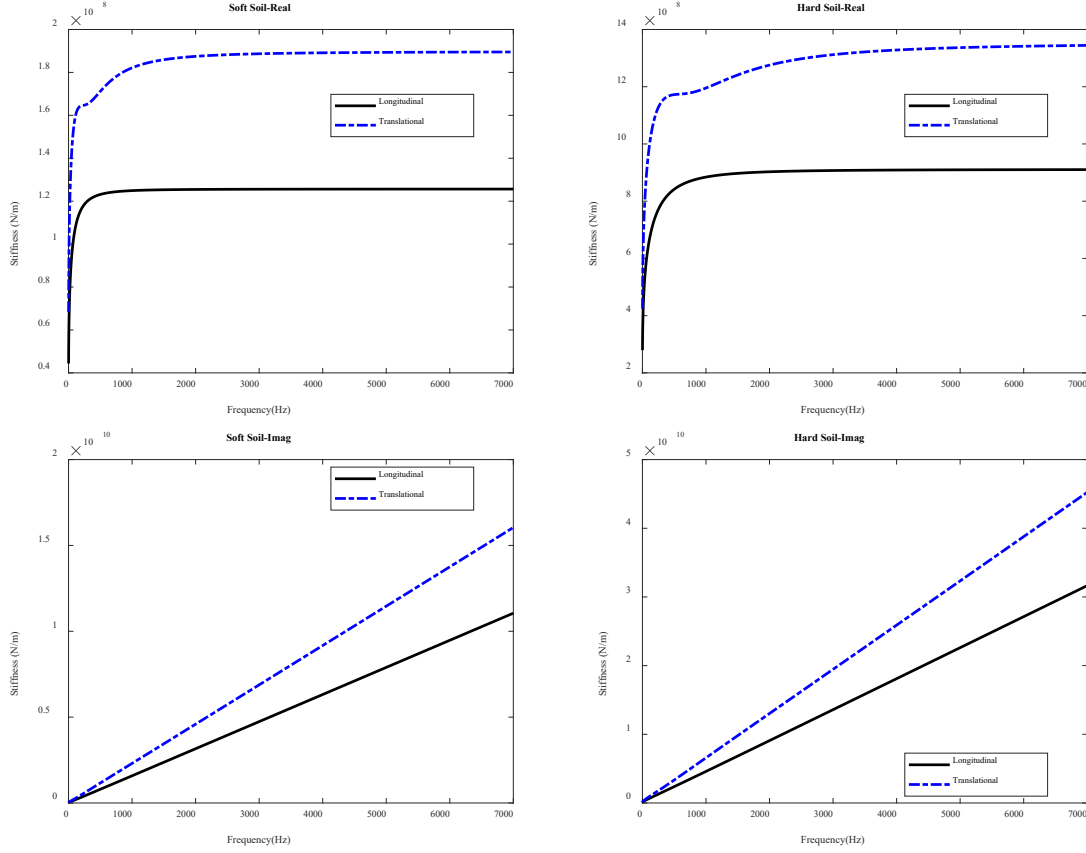 Soft Soil-Real
× 10 8
2
1.8
1.6
1.4
1.2
1
0.8
0.6
0.4
Stiffness (N/m)
Longitudinal
Translational
0 1000 2000 3000 4000 5000 6000 7000
Frequency(Hz)
Hard Soil-Real
× 10 8
14
12
10
8
6
4
2
Stiffness (N/m)
Longitudinal
Translational
0 1000 2000 3000 4000 5000 6000 7000
Frequency(Hz)
Soft Soil-Imag
× 10 10
2
1.5
1
0.5
0
Stiffness (N/m)
Longitudinal
Translational
0 1000 2000 3000 4000 5000 6000 7000
Frequency(Hz)
Hard Soil-Imag
× 10 10
5
4
3
2
1
0
Stiffness (N/m)
Longitudinal
Translational
0 1000 2000 3000 4000 5000 6000 7000
Frequency(Hz)